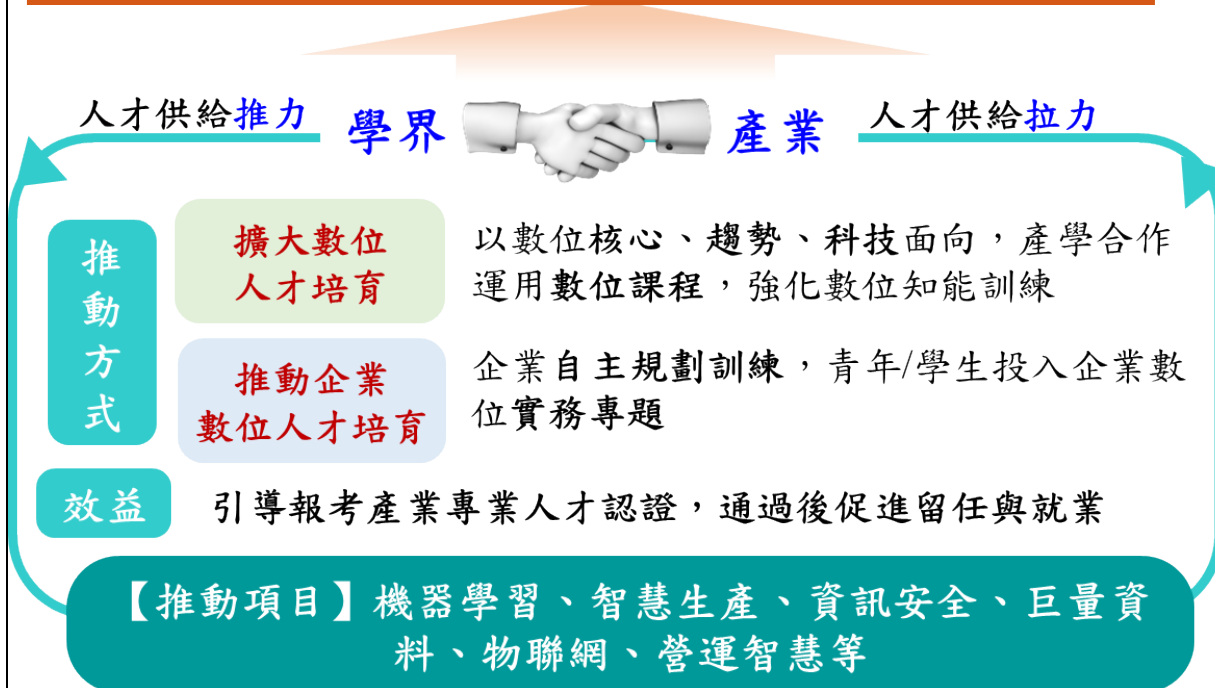 人才供給推力 學界 產業 人才供給拉力
推動方式
擴大數位
人才培育
以數位核心、趨勢、科技面向，產學合作
運用數位課程，強化數位知能訓練
推動企業
數位人才培育
企業自主規劃訓練，青年/學生投入企業數
位實務專題
效益
引導報考產業專業人才認證，通過後促進留任與就業
【推動項目】機器學習、智慧生產、資訊安全、巨量資
料、物聯網、營運智慧等